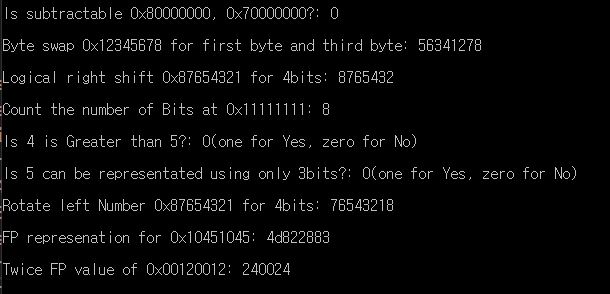 Is subtractable 0x80000000, 0x70000000?: 0
Byte swap 0x12345678 for first byte and third byte: 56341278
Logical right shift 0x87654321 for 4bits: 8765432
Count the number of Bits at 0x11111111: 8
Is 4 is Greater than 5?: 0(one for Yes, zero for No)
Is 5 can be representated using only 3bits?: 0(one for Yes, zero for No)
Rotate left Number 0x87654321 for 4bits: 76543218
FP represenation for 0x10451045: 4d822883
Twice FP value of 0x00120012: 240024